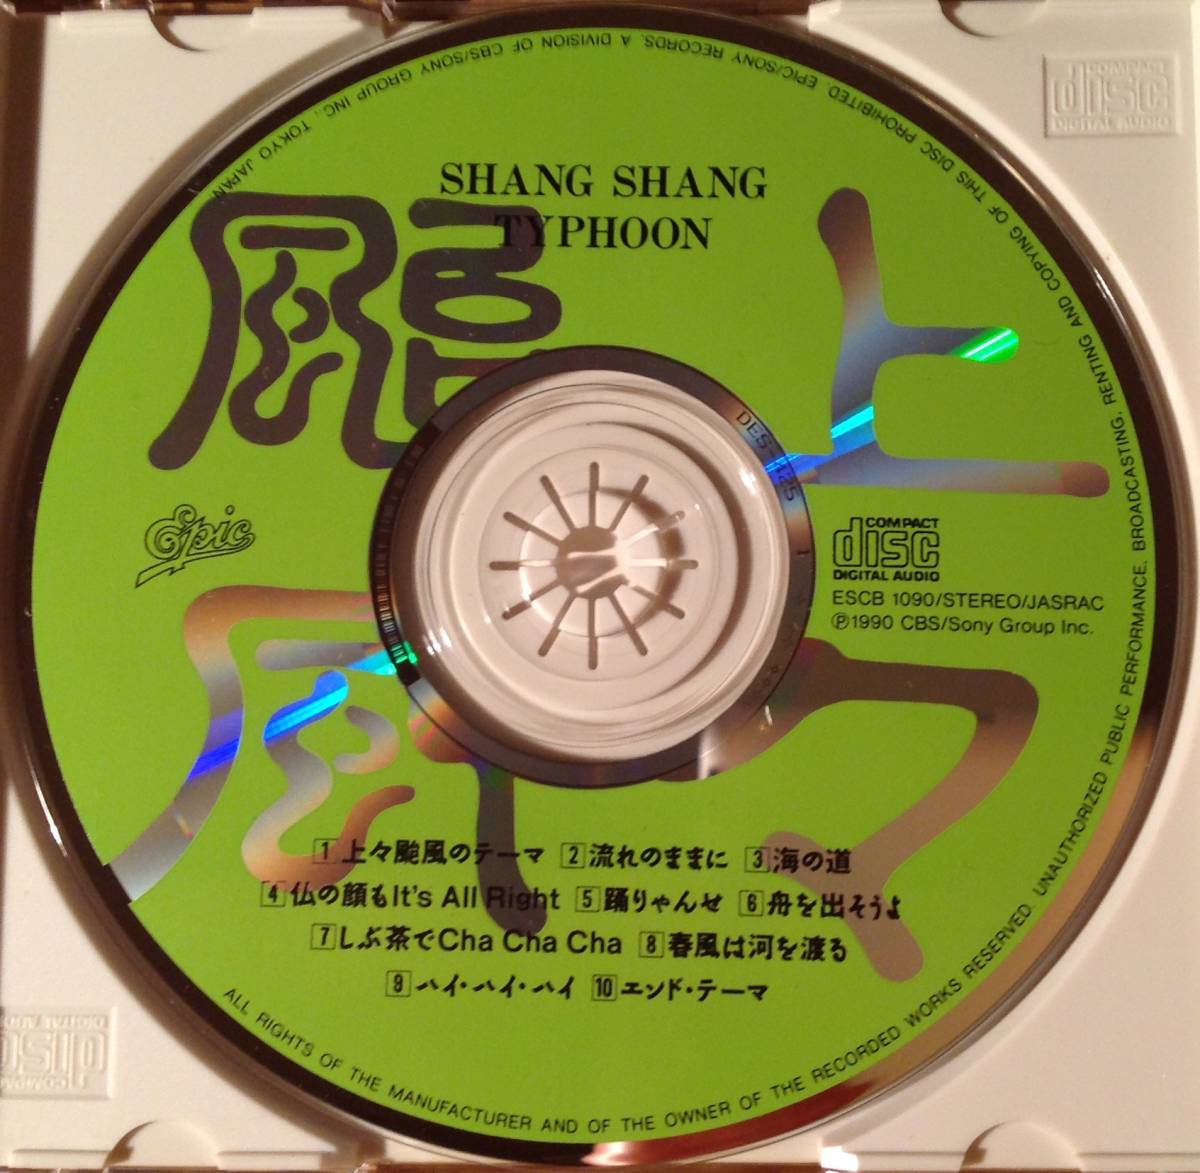 SHANG SHANG
TYPHOON
上々颱風
Epic
COMPACT
disc
DIGITAL AUDIO
ESCB 1090/STEREO/JASRAC
Ⓟ1990 CBS/Sony Group Inc.
1 上々颱風のテーマ 2 流れのままに 3 海の道
4 仏の顔もIt's All Right 5 踊りゃんせ 6 舟を出そうよ
7 しぶ茶でCha Cha Cha 8 春風は河を渡る
9 ハイ・ハイ・ハイ 10 エンド・テーマ
ALL RIGHTS OF THE MANUFACTURER AND OF THE OWNER OF THE RECORDED WORKS RESERVED. UNAUTHORIZED PUBLIC PERFORMANCE, BROADCASTING, RENTING AND COPYING OF THIS DISC PROHIBITED. EPIC/SONY RECORDS, A DIVISION OF CBS/SONY GROUP INC., TOKYO JAPAN
COMPACT
disc
DIGITAL AUDIO
COMPACT
disc
DIGITAL AUDIO